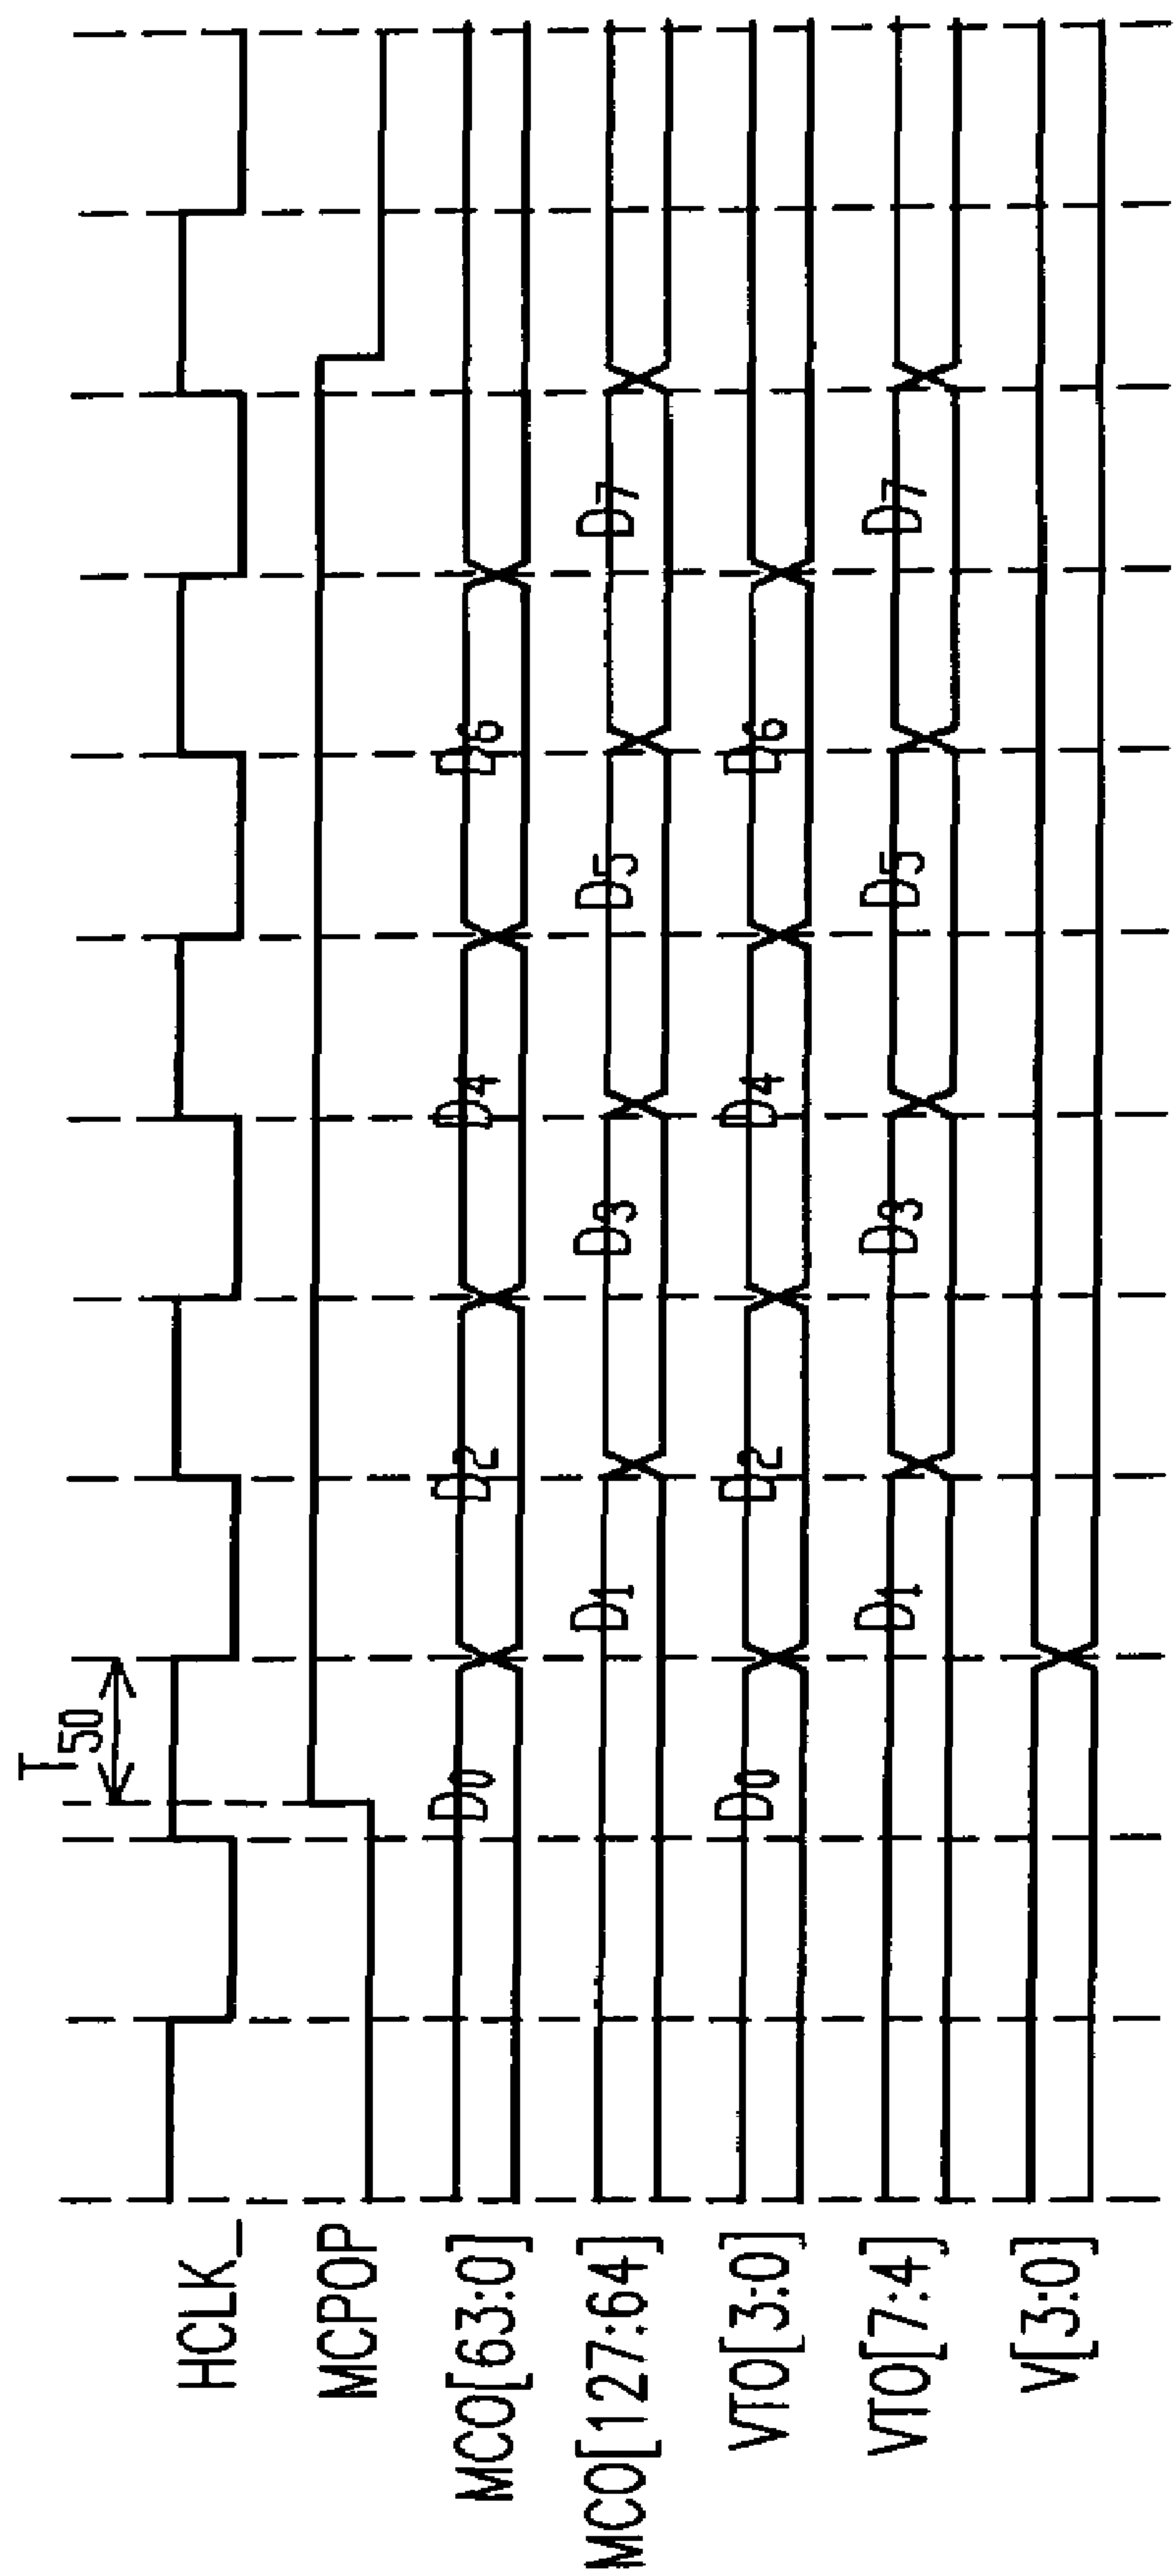 T50
HCLK_
MCPOP
MCO[63:0] D0 D2 D4 D6
MCO[127:64] D1 D3 D5 D7
VTO[3:0] D0 D2 D4 D6
VTO[7:4] D1 D3 D5 D7
V[3:0]